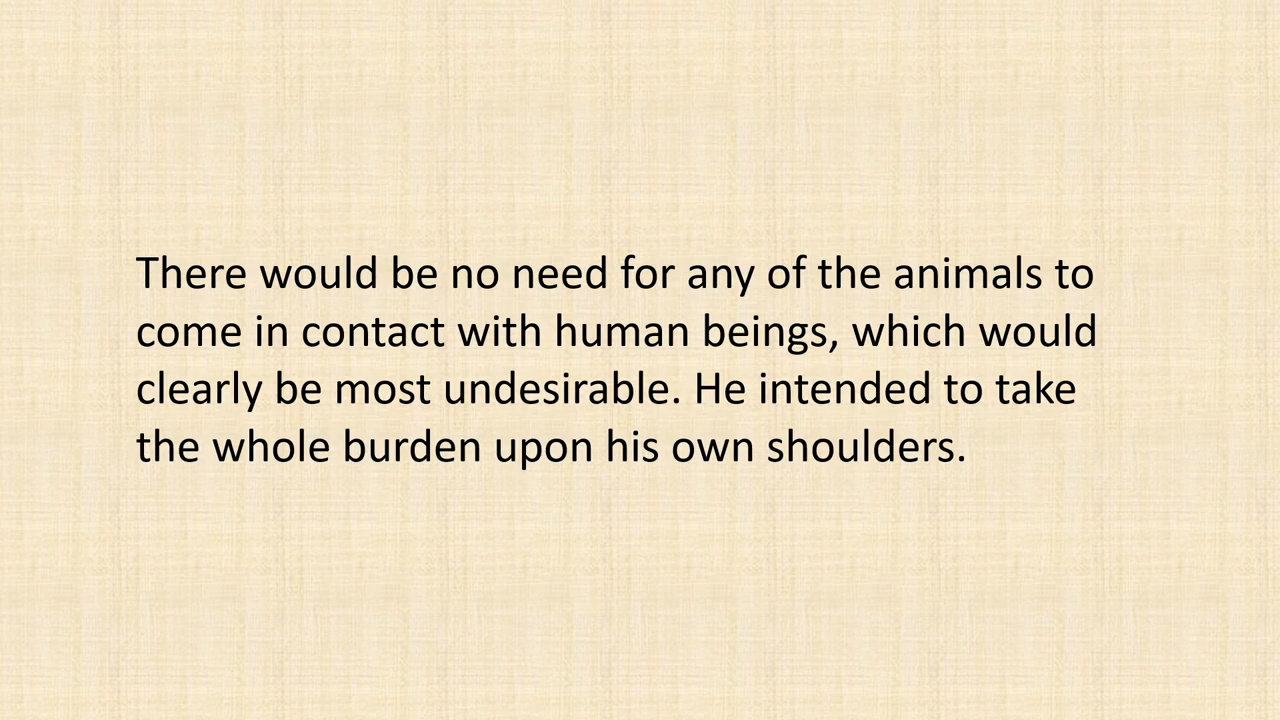 There would be no need for any of the animals to
come in contact with human beings, which would
clearly be most undesirable. He intended to take
the whole burden upon his own shoulders.